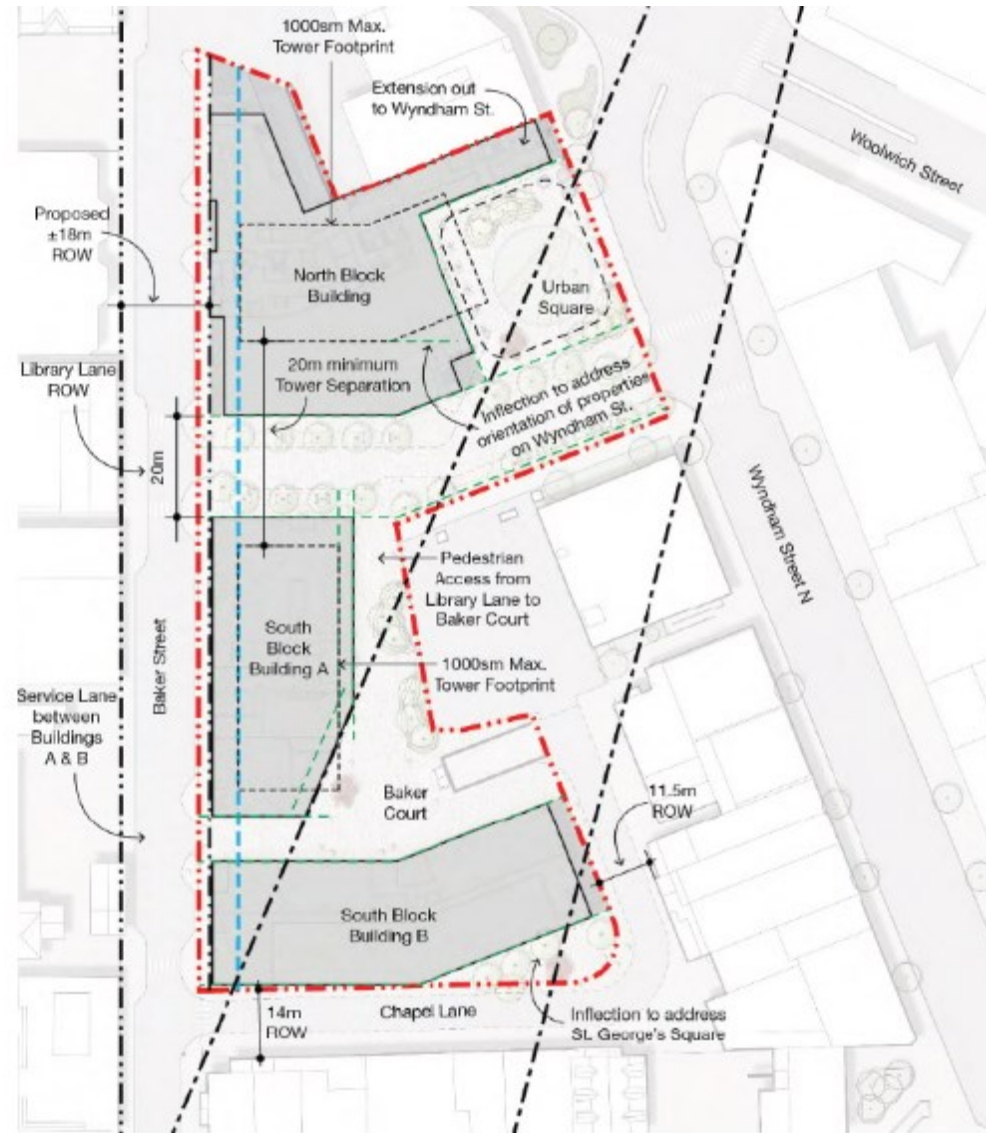 1000sm Max.
Tower Footprint
Extension out
to Wyndham St.
Woolwich Street
Proposed
±18m
ROW
North Block
Building
Urban
Square
Library Lane
ROW
20m minimum
Tower Separation
Inflection to address
orientation of properties
on Wyndham St.
20m
Wyndham Street N
Pedestrian
Access from
Library Lane to
Baker Court
South
Block
Building A
1000sm Max.
Tower Footprint
Baker Street
Service Lane
between
Buildings
A & B
Baker
Court
11.5m
ROW
South Block
Building B
14m
ROW
Chapel Lane
Inflection to address
St. George's Square